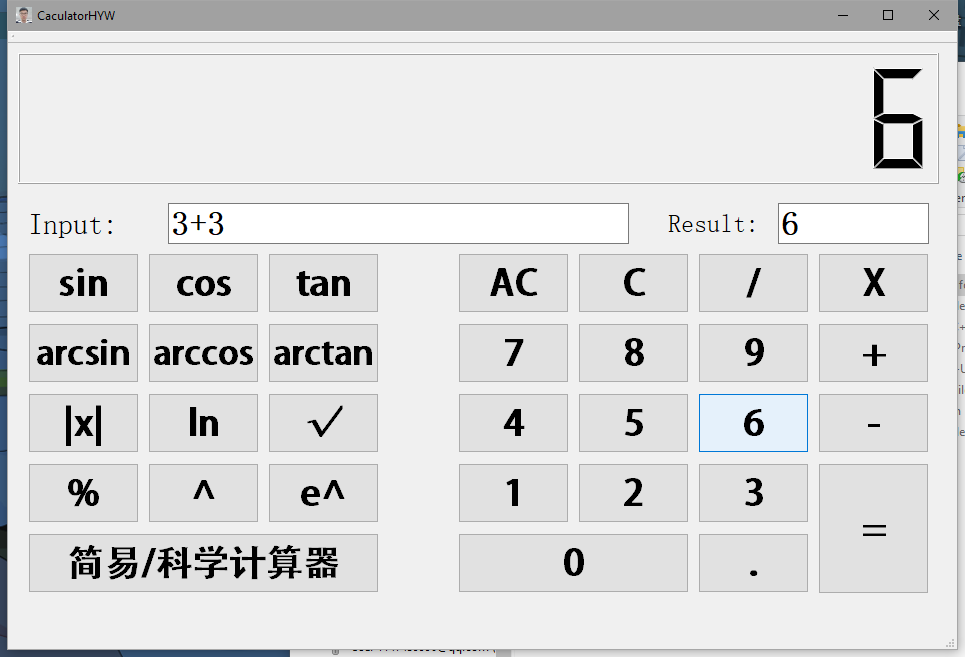 CaculatorHYW
6
Input: 3+3 Result: 6
sin cos tan AC C / X
arcsin arccos arctan 7 8 9 +
|x| ln √ 4 5 6 -
% ^ e^ 1 2 3 =
简易/科学计算器 0 .